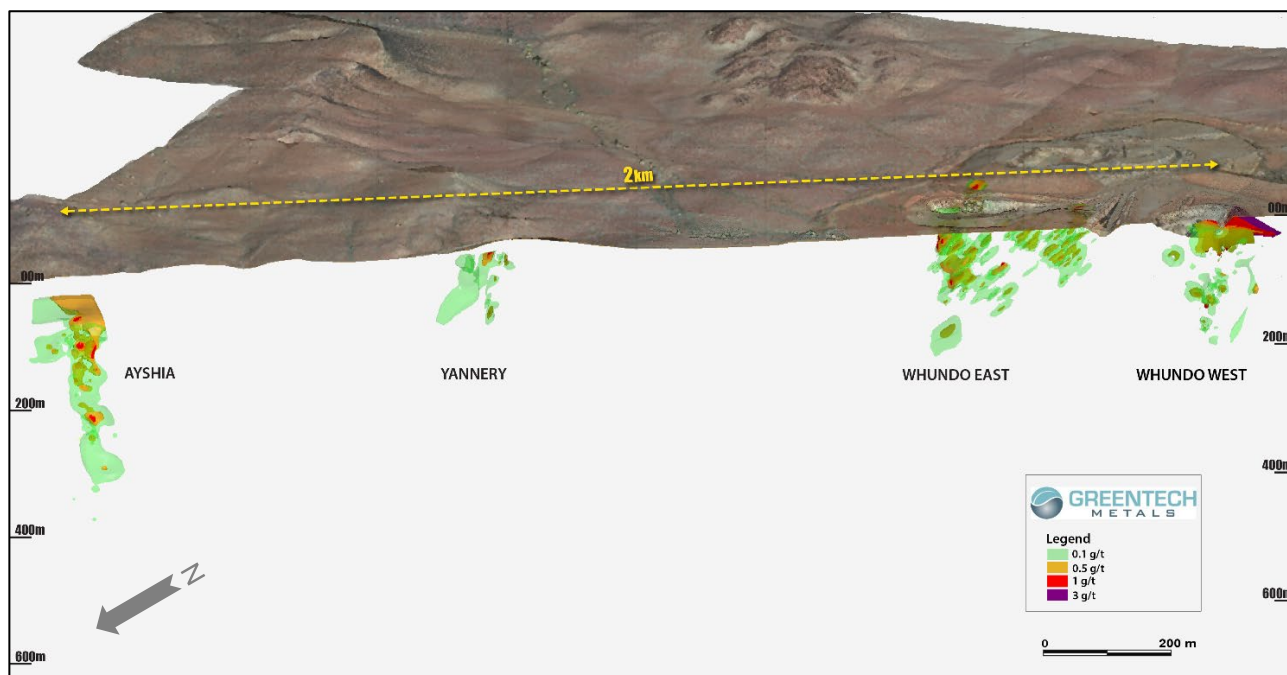 2km
00m
00m
200m
200m
400m
400m
600m
600m
AYSHIA
YANNERY
WHUNDO EAST
WHUNDO WEST
GREENTECH
METALS
Legend
0.1 g/t
0.5 g/t
1 g/t
3 g/t
N
0 200 m